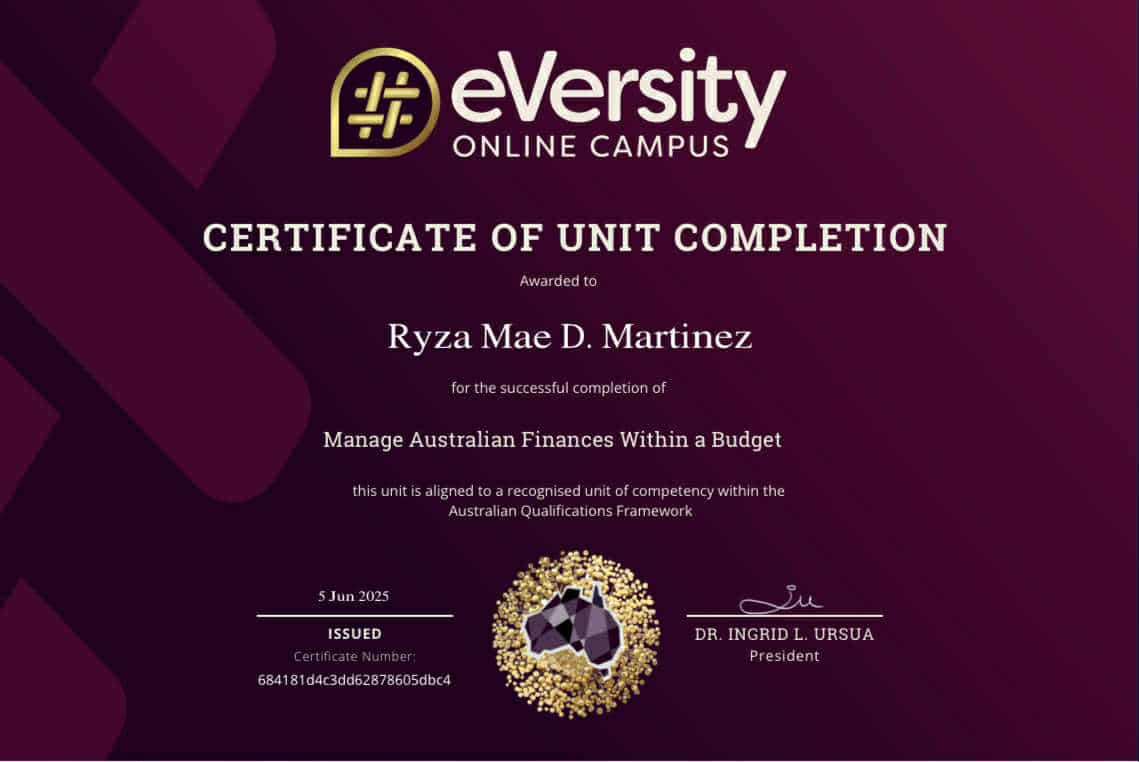 eVersity
ONLINE CAMPUS
CERTIFICATE OF UNIT COMPLETION
Awarded to
Ryza Mae D. Martinez
for the successful completion of
Manage Australian Finances Within a Budget
this unit is aligned to a recognised unit of competency within the
Australian Qualifications Framework
5 Jun 2025
ISSUED
Certificate Number:
684181d4c3dd62878605dbc4
DR. INGRID L. URSUA
President